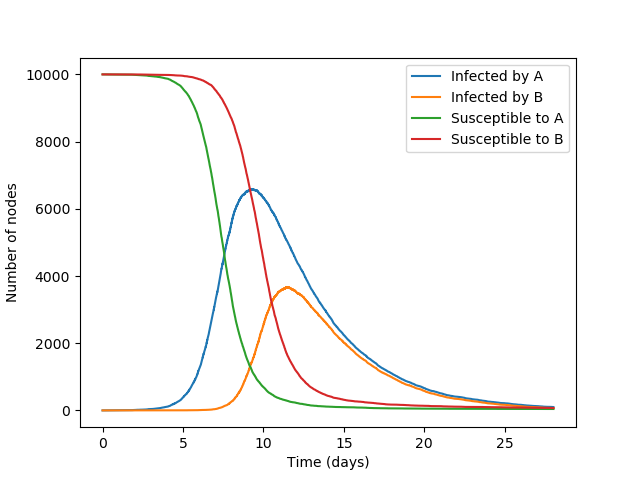 Number of nodes
10000
8000
6000
4000
2000
0
Infected by A
Infected by B
Susceptible to A
Susceptible to B
0 5 10 15 20 25
Time (days)